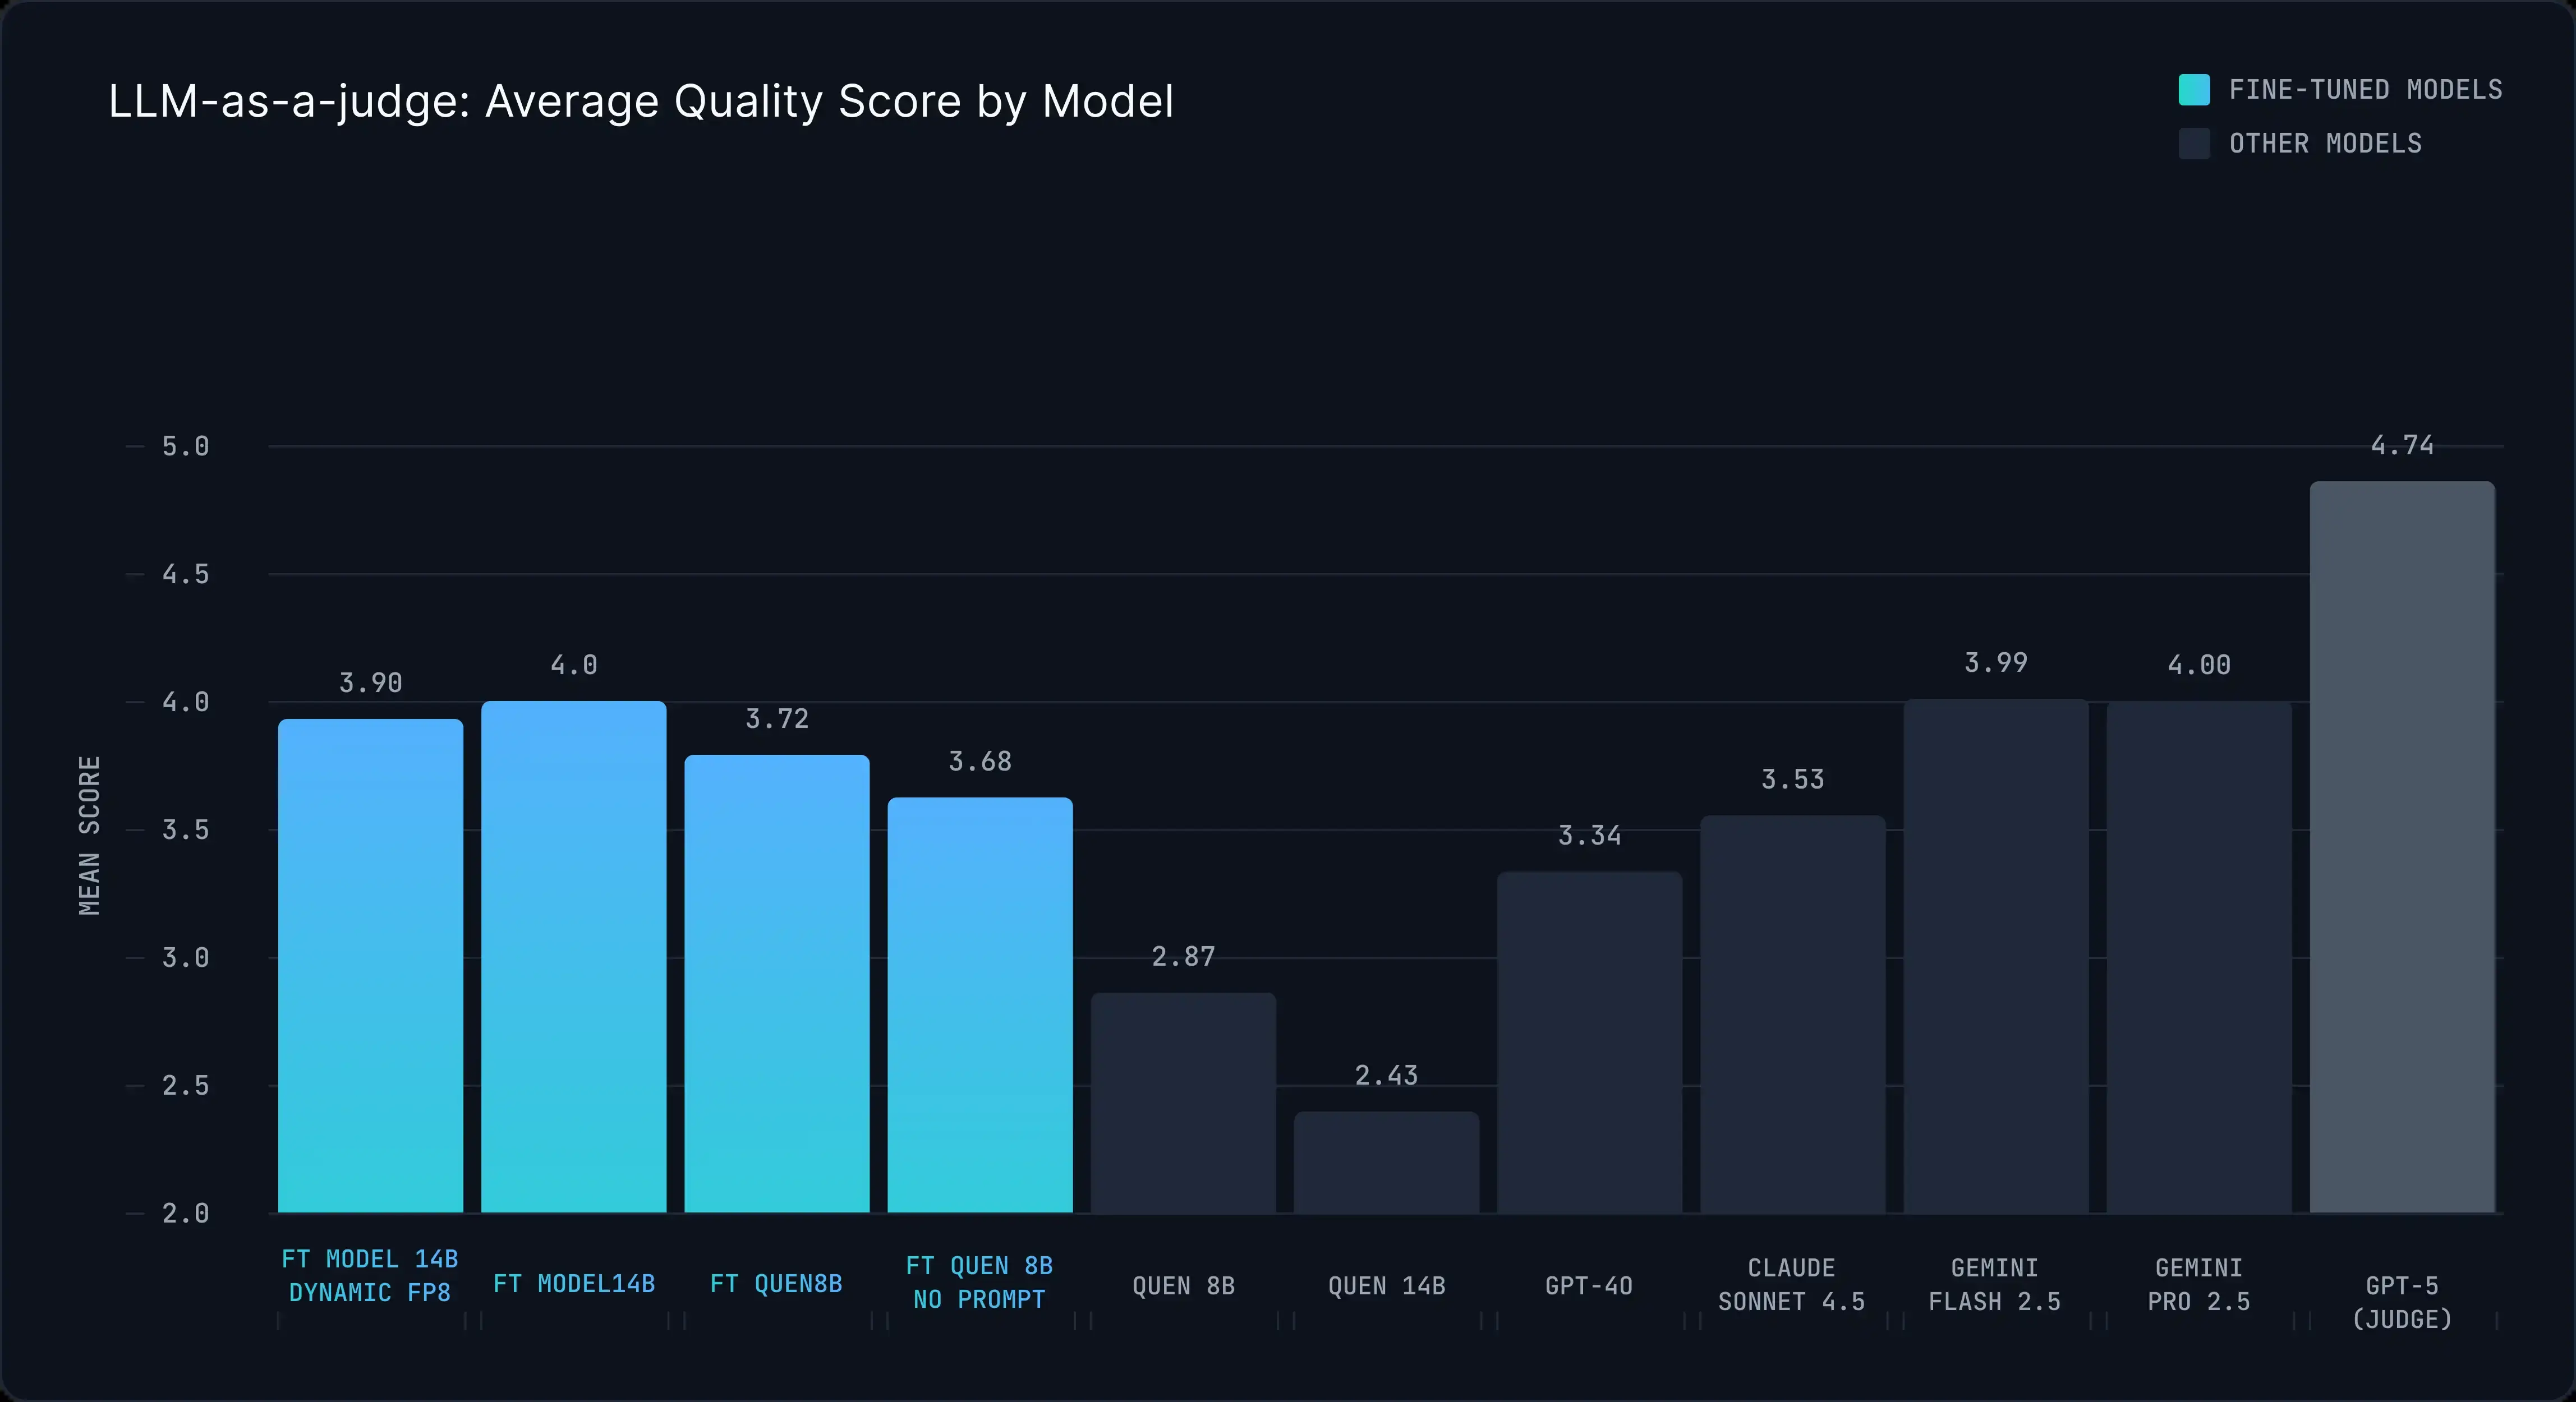 LLM-as-a-judge: Average Quality Score by Model
FINE-TUNED MODELS
OTHER MODELS
MEAN SCORE
5.0
4.5
4.0
3.5
3.0
2.5
2.0
3.90
4.0
3.72
3.68
2.87
2.43
3.34
3.53
3.99
4.00
4.74
FT MODEL 14B
DYNAMIC FP8
FT MODEL14B
FT QUEN8B
FT QUEN 8B
NO PROMPT
QUEN 8B
QUEN 14B
GPT-4O
CLAUDE
SONNET 4.5
GEMINI
FLASH 2.5
GEMINI
PRO 2.5
GPT-5
(JUDGE)